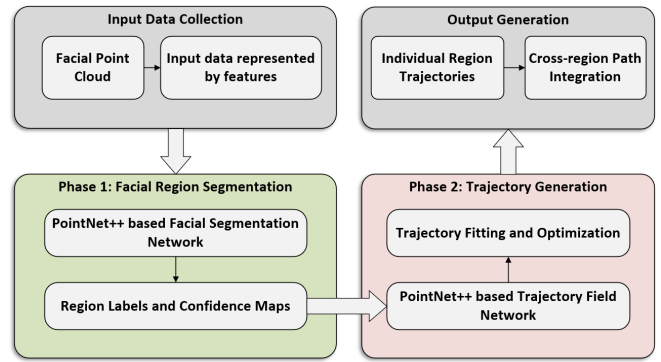 Input Data Collection
Facial Point
Cloud
Input data represented
by features
Phase 1: Facial Region Segmentation
PointNet++ based Facial Segmentation
Network
Region Labels and Confidence Maps
Phase 2: Trajectory Generation
PointNet++ based Trajectory Field
Network
Trajectory Fitting and Optimization
Output Generation
Individual Region
Trajectories
Cross-region Path
Integration